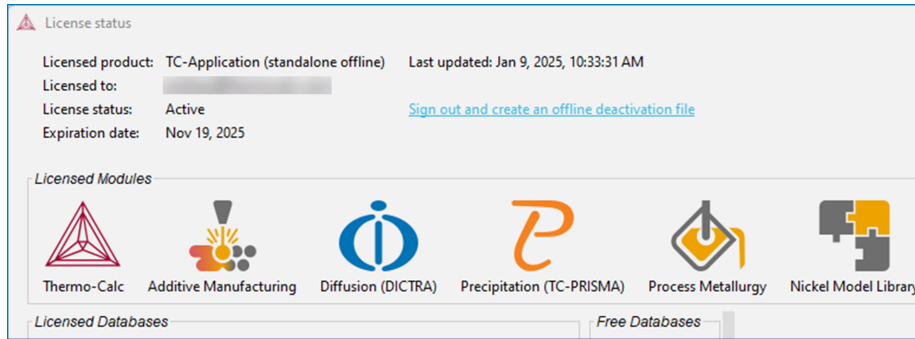 License status
Licensed product: TC-Application (standalone offline) Last updated: Jan 9, 2025, 10:33:31 AM
Licensed to:
License status: Active Sign out and create an offline deactivation file
Expiration date: Nov 19, 2025
Licensed Modules
Thermo-Calc Additive Manufacturing Diffusion (DICTRA) Precipitation (TC-PRISMA) Process Metallurgy Nickel Model Library
Licensed Databases Free Databases